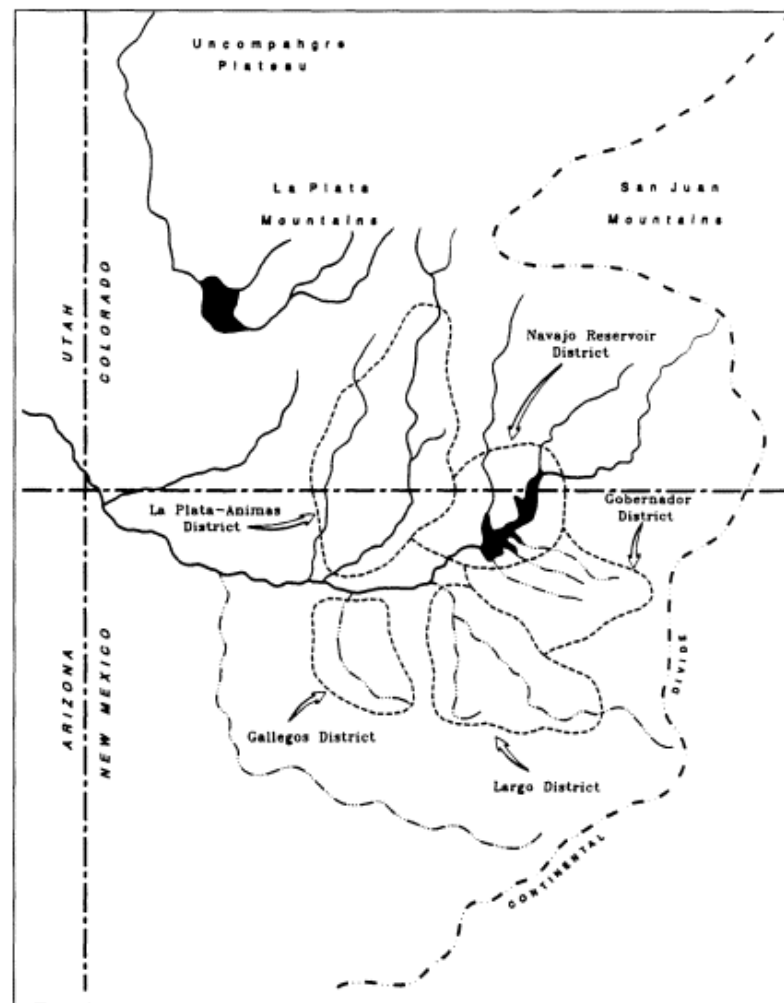 Uncompahgre
Plateau
La Plata
Mountains
San Juan
Mountains
UTAH
COLORADO
Navajo Reservoir
District
La Plata-Animas
District
Gobernador
District
ARIZONA
NEW MEXICO
Gallegos District
Largo District
CONTINENTAL
DIVIDE